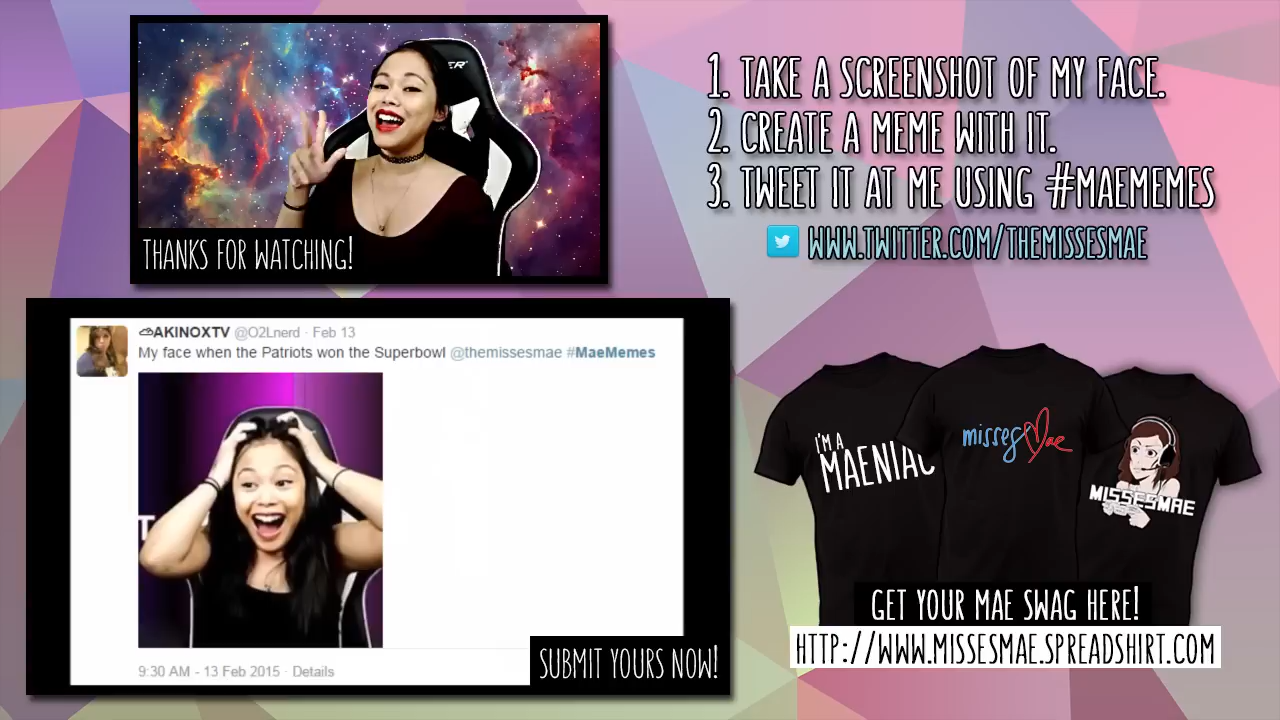 ER
THANKS FOR WATCHING!
1. TAKE A SCREENSHOT OF MY FACE.
2. CREATE A MEME WITH IT.
3. TWEET IT AT ME USING #MAEMEMES
WWW.TWITTER.COM/THEMISSESMAE
AKINOXTV @O2Lnerd · Feb 13
My face when the Patriots won the Superbowl @themissesmae #MaeMemes
T
9:30 AM - 13 Feb 2015 · Details
SUBMIT YOURS NOW!
I'M A
MAENIAC
misses Mae
MISSESMAE
GET YOUR MAE SWAG HERE!
HTTP://WWW.MISSESMAE.SPREADSHIRT.COM